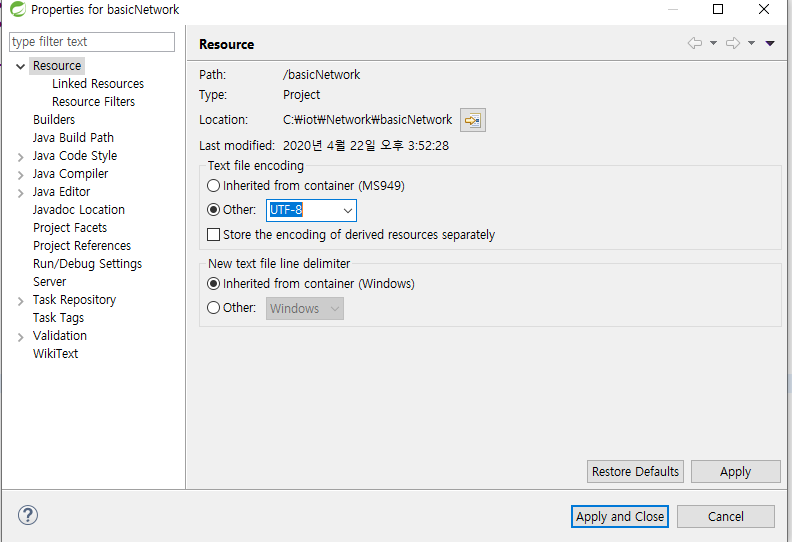 Properties for basicNetwork
type filter text
Resource
Linked Resources
Resource Filters
Builders
Java Build Path
Java Code Style
Java Compiler
Java Editor
Javadoc Location
Project Facets
Project References
Run/Debug Settings
Server
Task Repository
Task Tags
Validation
WikiText
Resource
Path: /basicNetwork
Type: Project
Location: C:₩iot₩Network₩basicNetwork
Last modified: 2020년 4월 22일 오후 3:52:28
Text file encoding
Inherited from container (MS949)
Other: UTF-8
Store the encoding of derived resources separately
New text file line delimiter
Inherited from container (Windows)
Other: Windows
Restore Defaults Apply
? Apply and Close Cancel